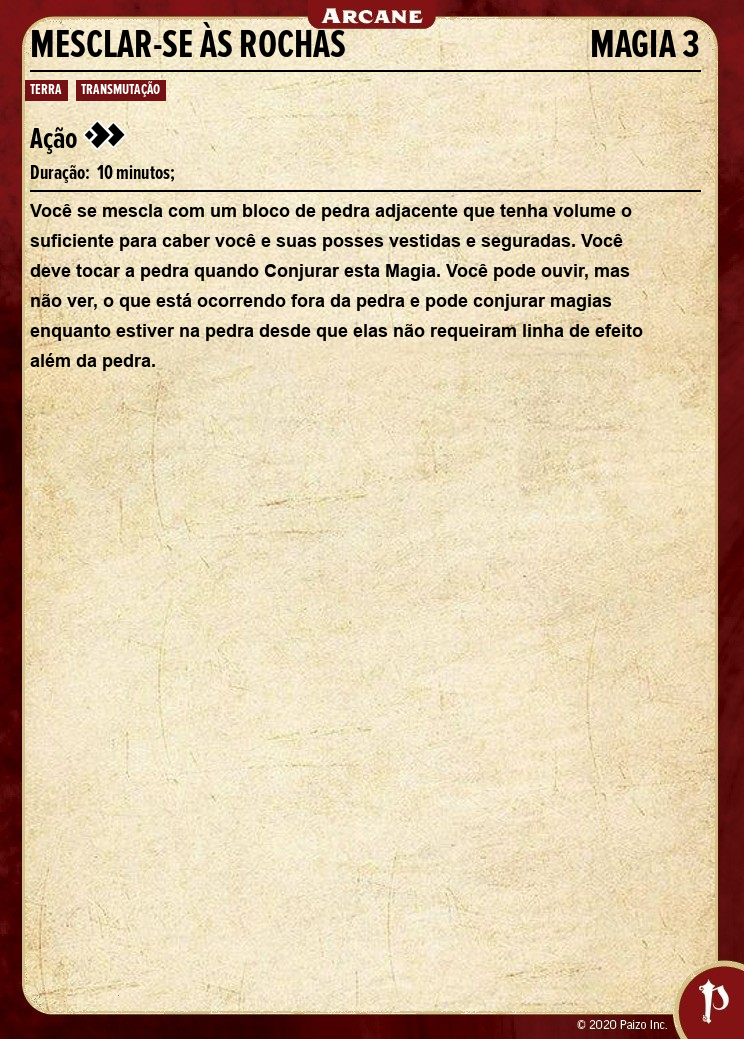 ARCANE
MESCLAR-SE ÀS ROCHAS MAGIA 3
TERRA TRANSMUTAÇÃO
Ação
Duração: 10 minutos;
Você se mescla com um bloco de pedra adjacente que tenha volume o
suficiente para caber você e suas posses vestidas e seguradas. Você
deve tocar a pedra quando Conjurar esta Magia. Você pode ouvir, mas
não ver, o que está ocorrendo fora da pedra e pode conjurar magias
enquanto estiver na pedra desde que elas não requeiram linha de efeito
além da pedra.
© 2020 Paizo Inc.